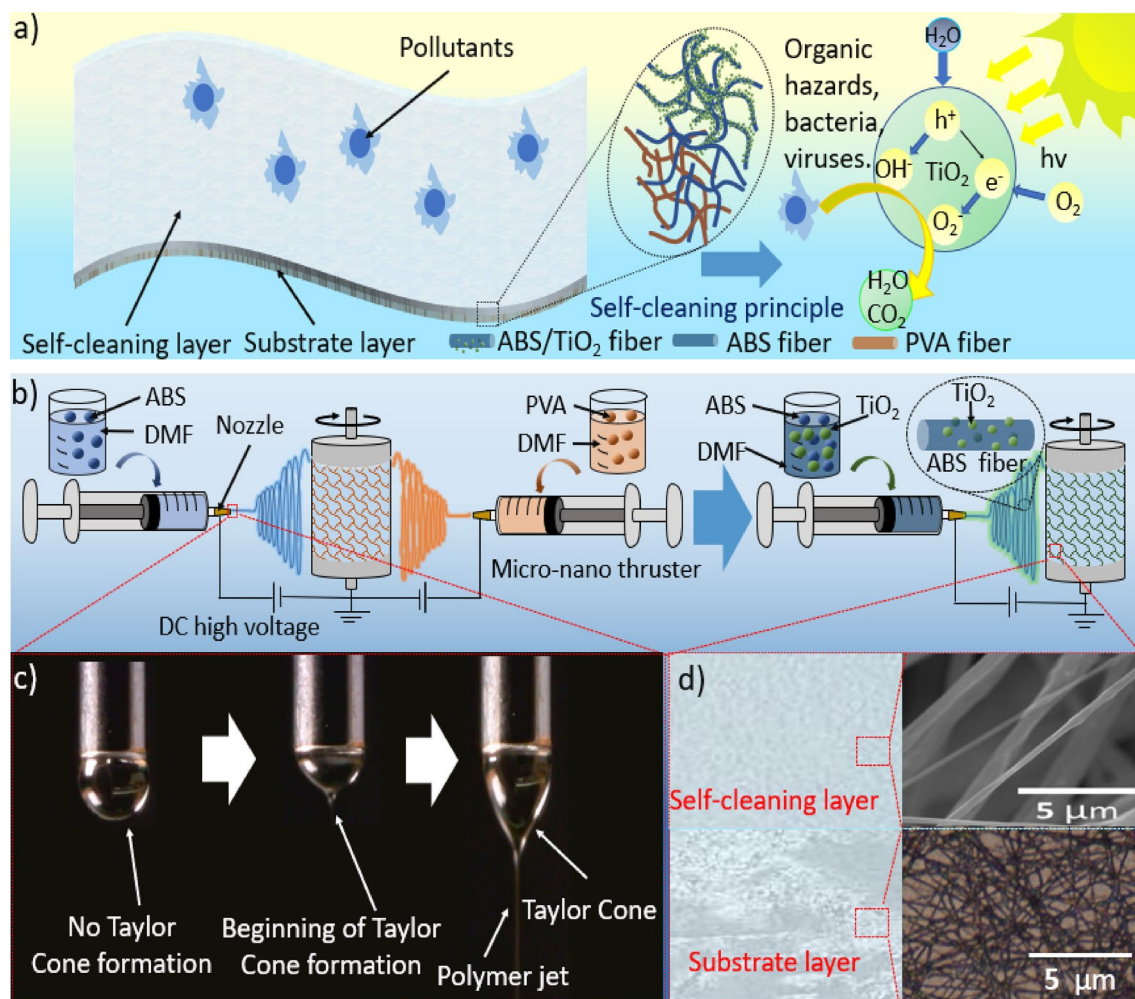 a)
Pollutants
Organic
hazards,
bacteria,
viruses.
H₂O
h⁺
OH⁻
TiO₂
e⁻
O₂⁻
hv
O₂
H₂O
CO₂
Self-cleaning principle
Self-cleaning layer
Substrate layer
ABS/TiO₂ fiber
ABS fiber
PVA fiber
b)
ABS
DMF
Nozzle
PVA
DMF
ABS
TiO₂
DMF
TiO₂
ABS fiber
Micro-nano thruster
DC high voltage
c)
No Taylor
Cone formation
Beginning of Taylor
Cone formation
Taylor Cone
Polymer jet
d)
Self-cleaning layer
5 μm
Substrate layer
5 μm